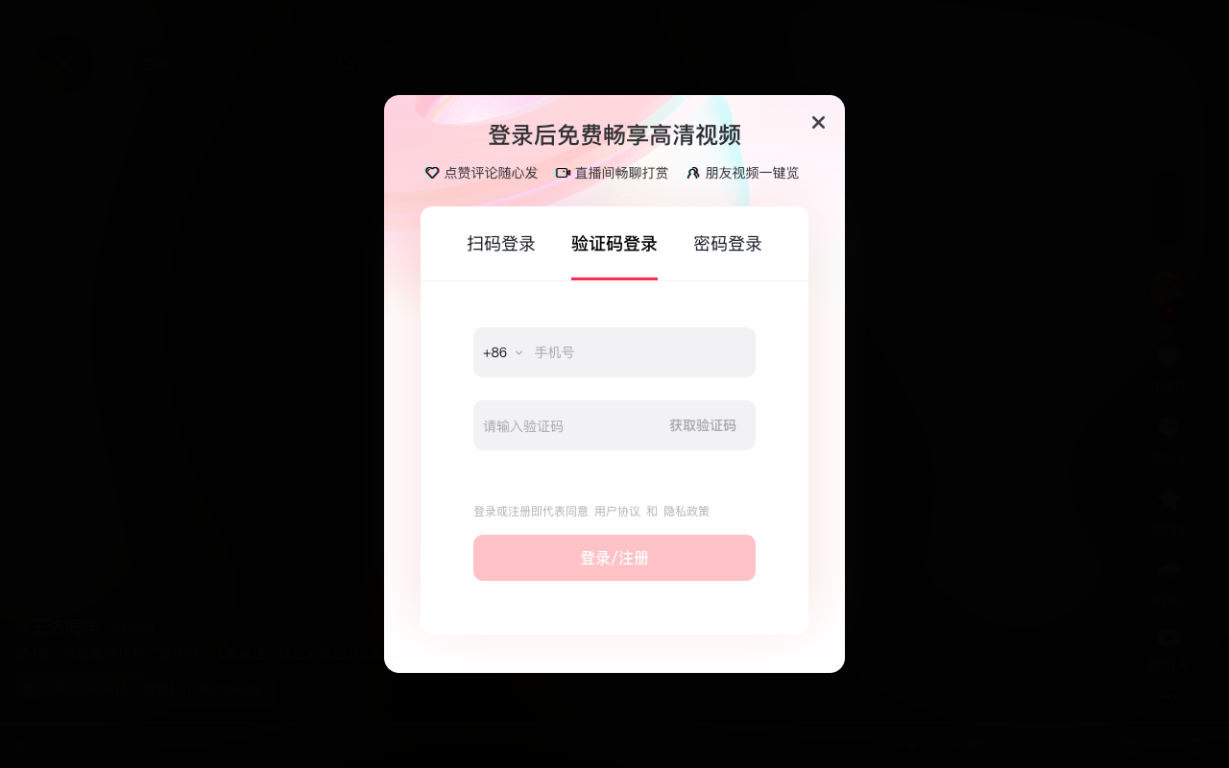 登录后免费畅享高清视频
点赞评论随心发 直播间畅聊打赏 朋友视频一键览
扫码登录 验证码登录 密码登录
+86 手机号
请输入验证码 获取验证码
登录或注册即代表同意 用户协议 和 隐私政策
登录/注册